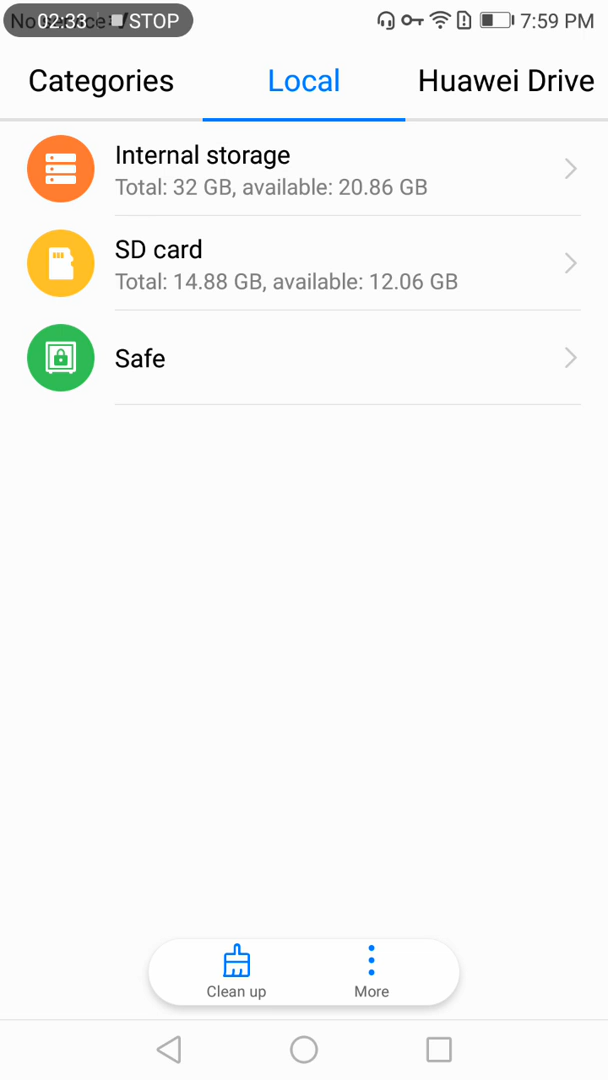 02:33 STOP 7:59 PM
Categories Local Huawei Drive
Internal storage
Total: 32 GB, available: 20.86 GB
SD card
Total: 14.88 GB, available: 12.06 GB
Safe
Clean up More